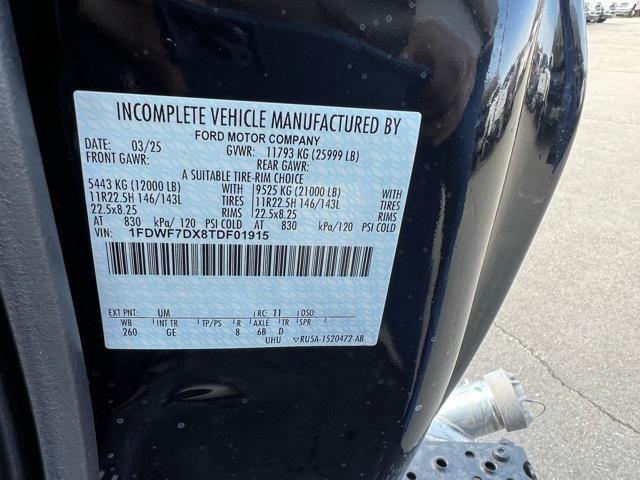 INCOMPLETE VEHICLE MANUFACTURED BY
FORD MOTOR COMPANY
DATE: 03/25 GVWR: 11793 KG (25999 LB)
FRONT GAWR: REAR GAWR:
A SUITABLE TIRE-RIM CHOICE
5443 KG (12000 LB) WITH 9525 KG (21000 LB) WITH
11R22.5H 146/143L TIRES 11R22.5H 146/143L TIRES
22.5x8.25 RIMS 22.5x8.25 RIMS
AT 830 kPa/ 120 PSI COLD AT 830 kPa/120 PSI COLD
VIN: 1FDWF7DX8TDF01915
EXT PNT: UM RC: 11 DSO:
WB INT TR TP/PS R AXLE TR SPR
260 GE 8 6B D
UHU RU5A-1520472-AB